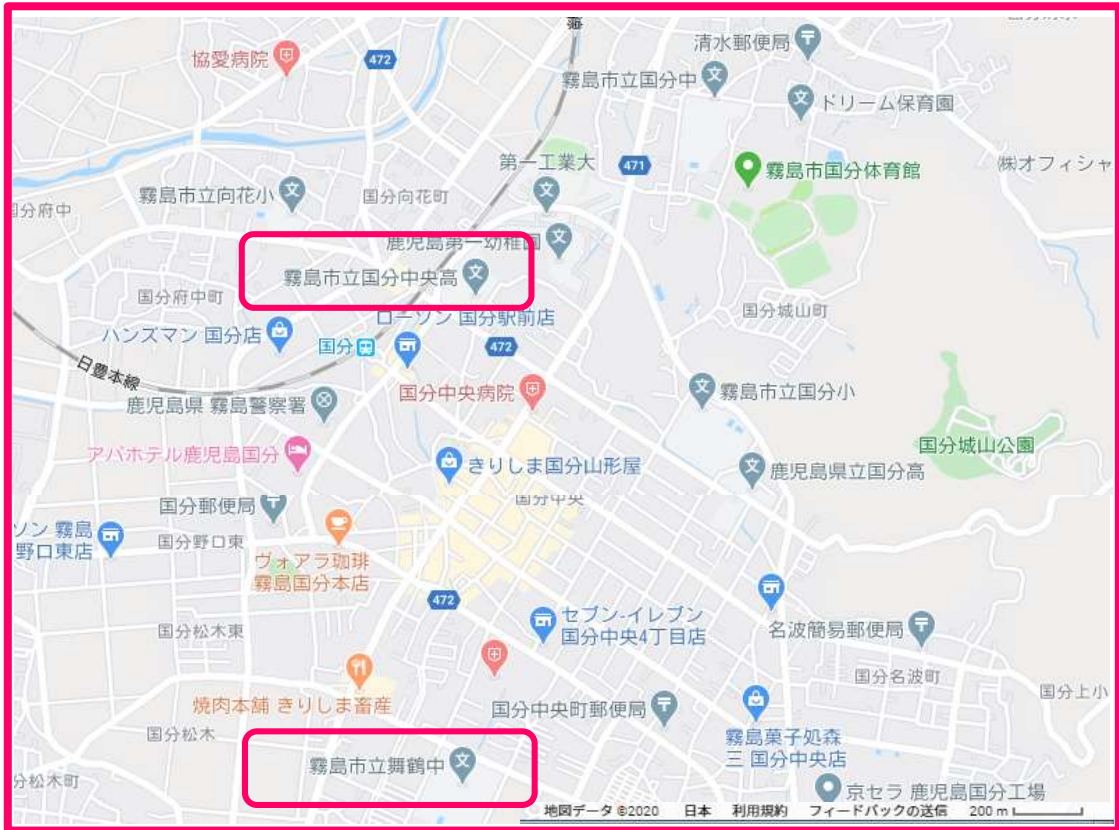 清水郵便局
協愛病院
472
霧島市立国分中
ドリーム保育園
第一工業大
471
霧島市国分体育館
㈱オフィシャ
霧島市立向花小
国分向花町
国分府中
鹿児島第一幼稚園
霧島市立国分中央高
国分府中町
国分城山町
ローソン 国分駅前店
ハンズマン 国分店
国分
472
日豊本線
国分中央病院
霧島市立国分小
鹿児島県 霧島警察署
国分城山公園
アパホテル鹿児島国分
きりしま国分山形屋
鹿児島県立国分高
国分中央
国分郵便局
ソン 霧島
野口東店
国分野口東
ヴォアラ珈琲
霧島国分本店
472
セブン-イレブン
国分中央4丁目店
国分松木東
名波簡易郵便局
国分名波町
国分上小
焼肉本舗 きりしま畜産
国分中央町郵便局
国分松木
霧島菓子処森
三 国分中央店
霧島市立舞鶴中
分松木町
京セラ 鹿児島国分工場
地図データ ©2020 日本 利用規約 フィードバックの送信 200 m